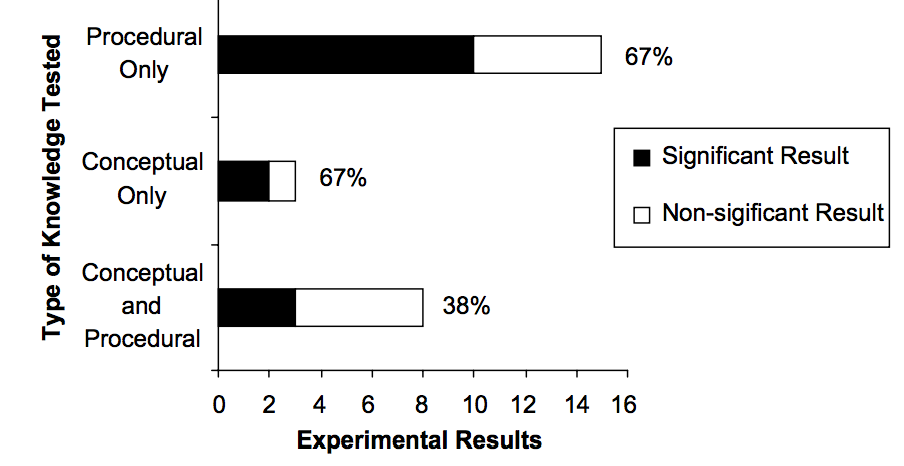 Type of Knowledge Tested
Procedural
Only
67%
Conceptual
Only
67%
Conceptual
and
Procedural
38%
Significant Result
Non-sigificant Result
0 2 4 6 8 10 12 14 16
Experimental Results